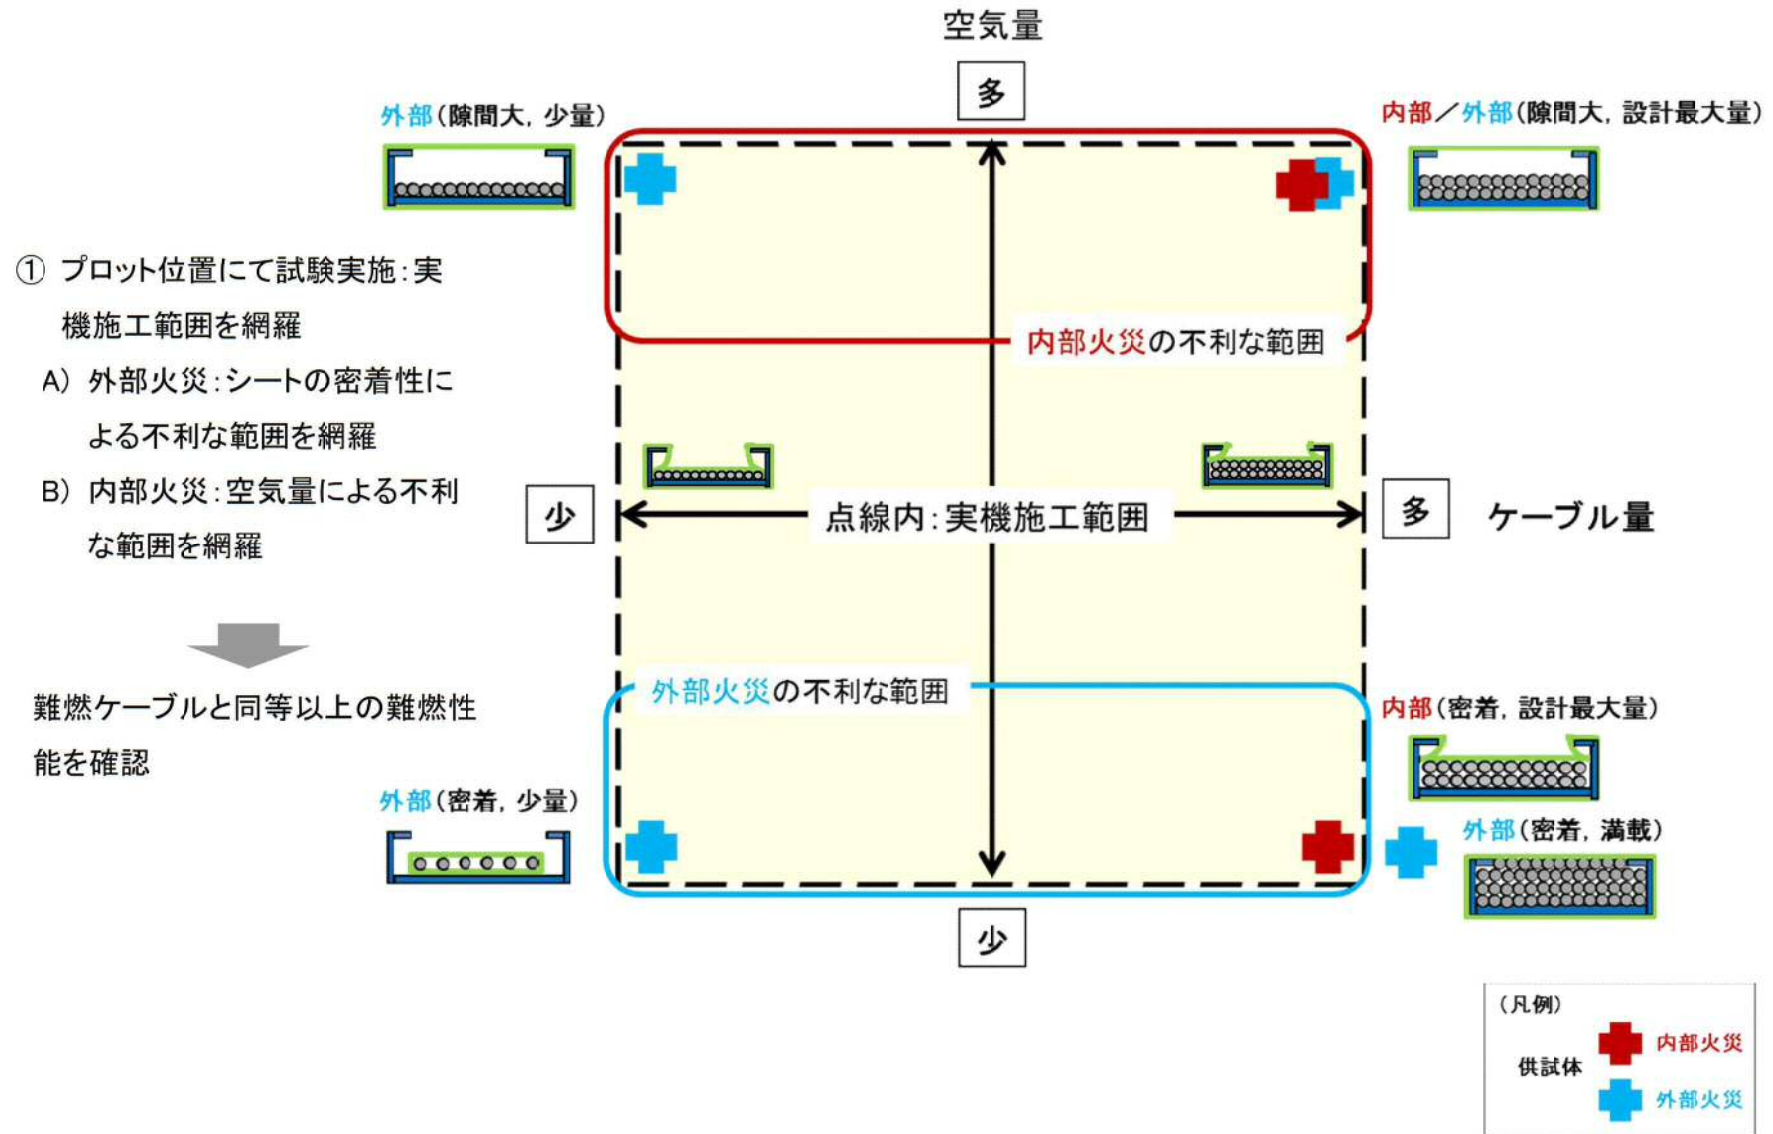 空気量
多
外部(隙間大, 少量)
内部／外部(隙間大, 設計最大量)
① プロット位置にて試験実施：実
機施工範囲を網羅
A) 外部火災：シートの密着性に
よる不利な範囲を網羅
B) 内部火災：空気量による不利
な範囲を網羅
内部火災の不利な範囲
少
点線内：実機施工範囲
多
ケーブル量
難燃ケーブルと同等以上の難燃性
能を確認
外部火災の不利な範囲
内部(密着, 設計最大量)
外部(密着, 少量)
外部(密着, 満載)
少
(凡例)
供試体
内部火災
外部火災